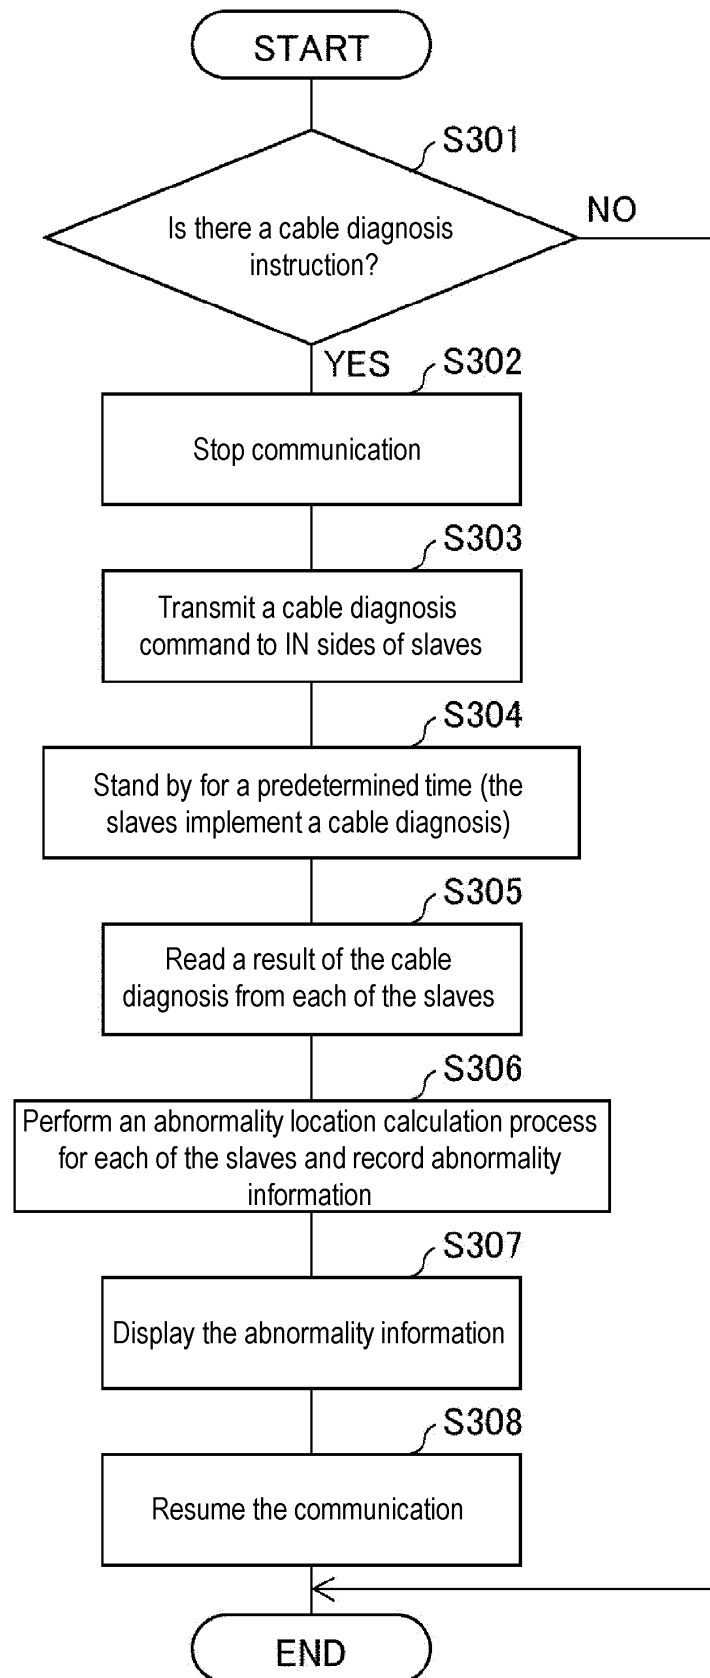 START
S301
Is there a cable diagnosis
instruction?
NO
YES
S302
Stop communication
S303
Transmit a cable diagnosis
command to IN sides of slaves
S304
Stand by for a predetermined time (the
slaves implement a cable diagnosis)
S305
Read a result of the cable
diagnosis from each of the slaves
S306
Perform an abnormality location calculation process
for each of the slaves and record abnormality
information
S307
Display the abnormality information
S308
Resume the communication
END